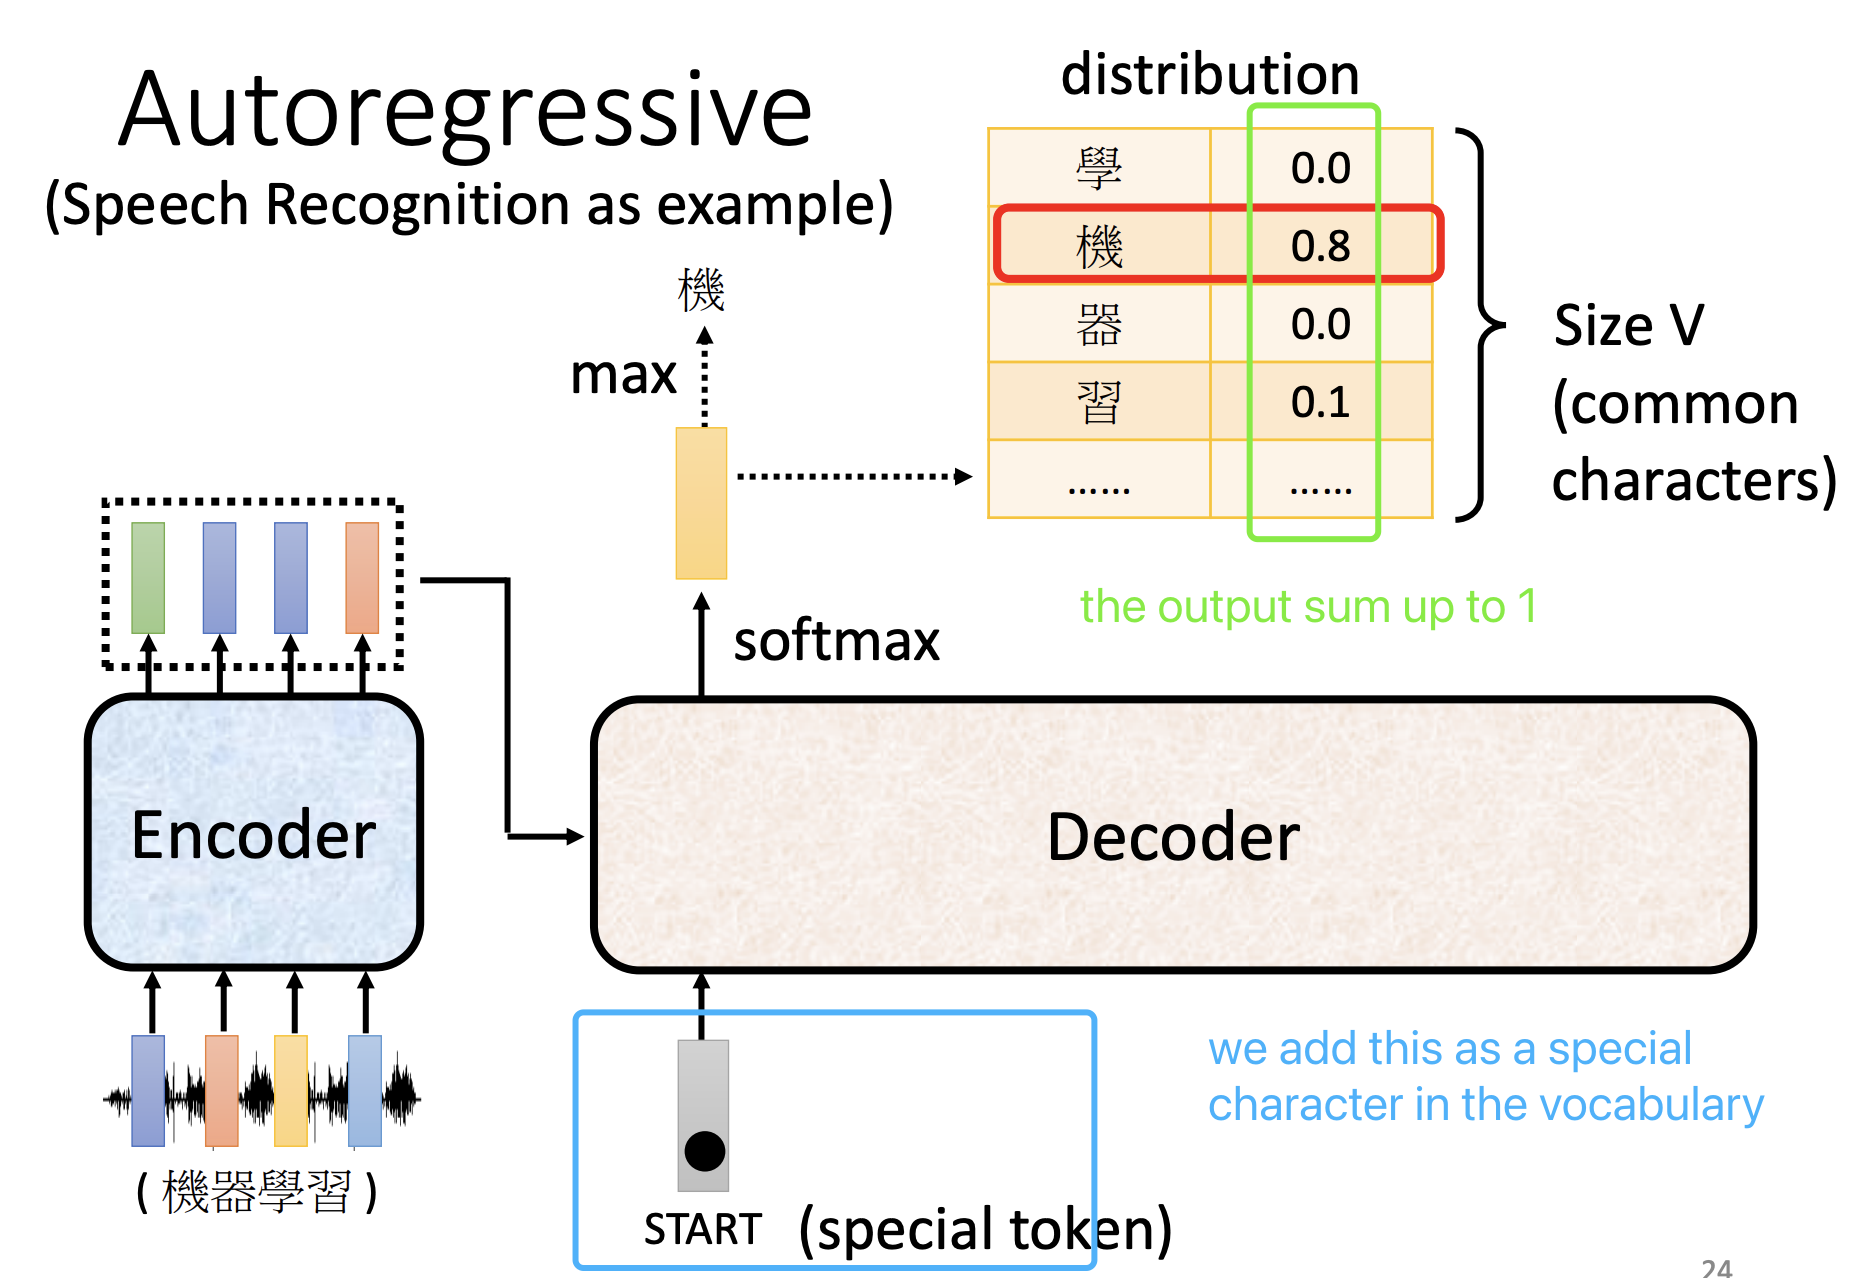 Autoregressive
(Speech Recognition as example)
distribution
學 0.0
機 0.8
器 0.0
習 0.1
…… ……
Size V
(common
characters)
the output sum up to 1
機
max
softmax
Encoder
Decoder
(機器學習)
START (special token)
we add this as a special
character in the vocabulary
24